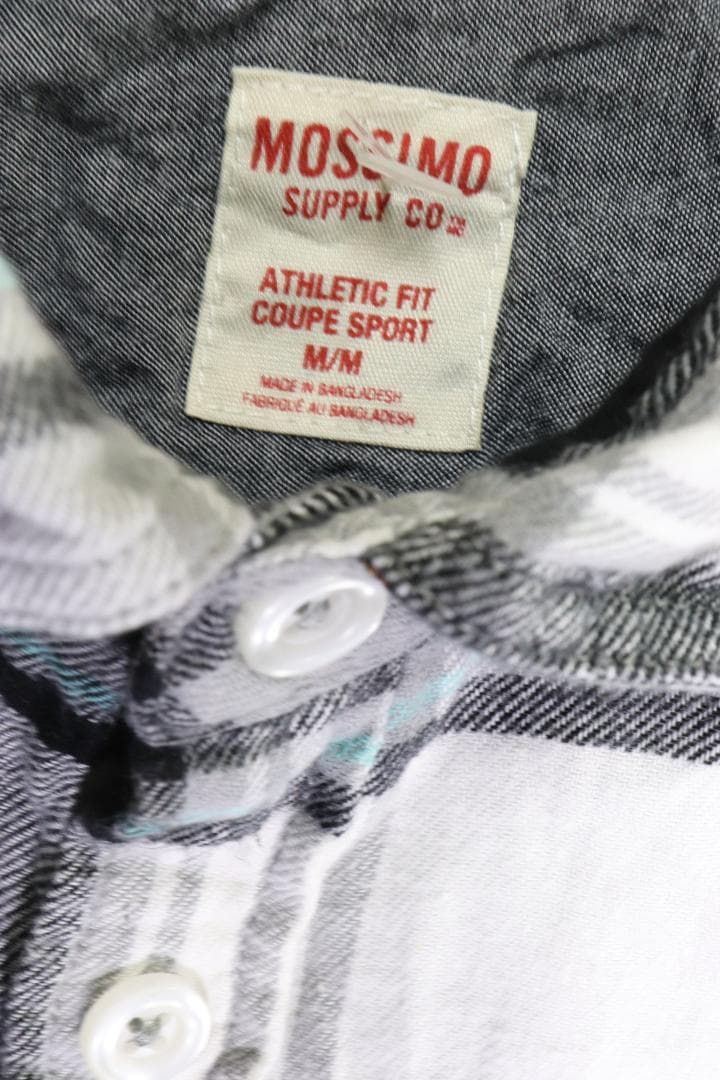 MOSSIMO
SUPPLY CO
ATHLETIC FIT
COUPE SPORT
M/M
MADE IN BANGLADESH
FABRIQUÉ AU BANGLADESH